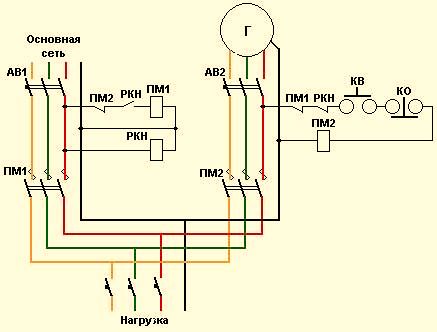 Основная
сеть
Г
АВ1
ПМ2
РКН
ПМ1
РКН
ПМ1
АВ2
ПМ1
РКН
КВ
КО
ПМ2
ПМ2
Нагрузка